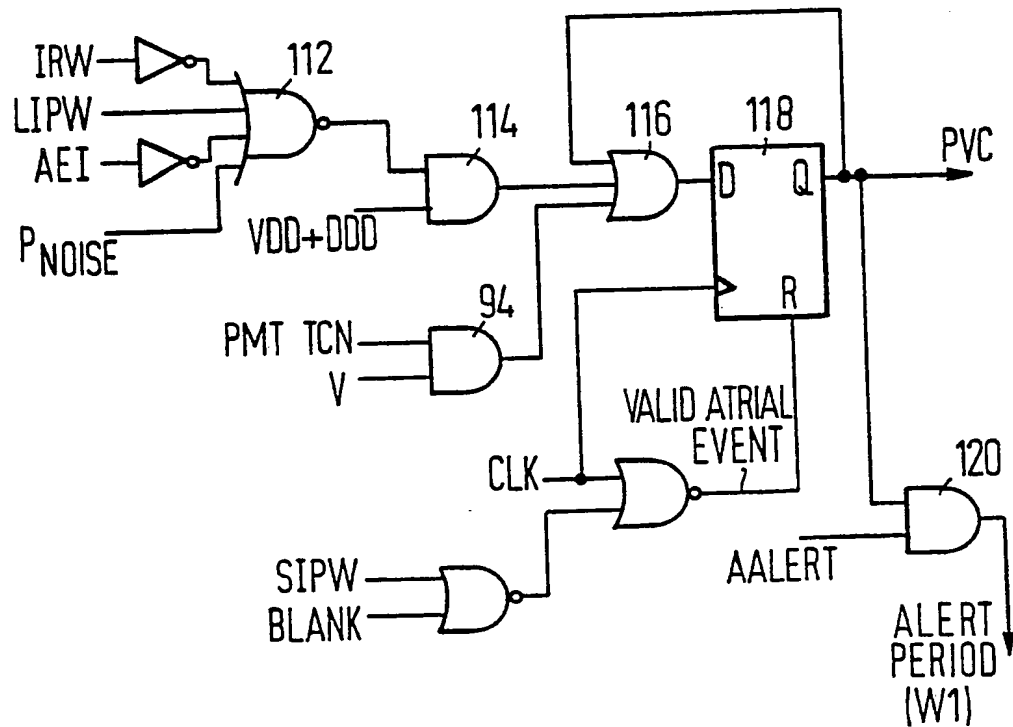 IRW
112
LIPW
114
116
118
AEI
PVC
D
Q
VDD+DDD
PNOISE
R
94
PMT TCN
V
VALID ATRIAL
EVENT
CLK
120
SIPW
AALERT
BLANK
ALERT
PERIOD
(W1)